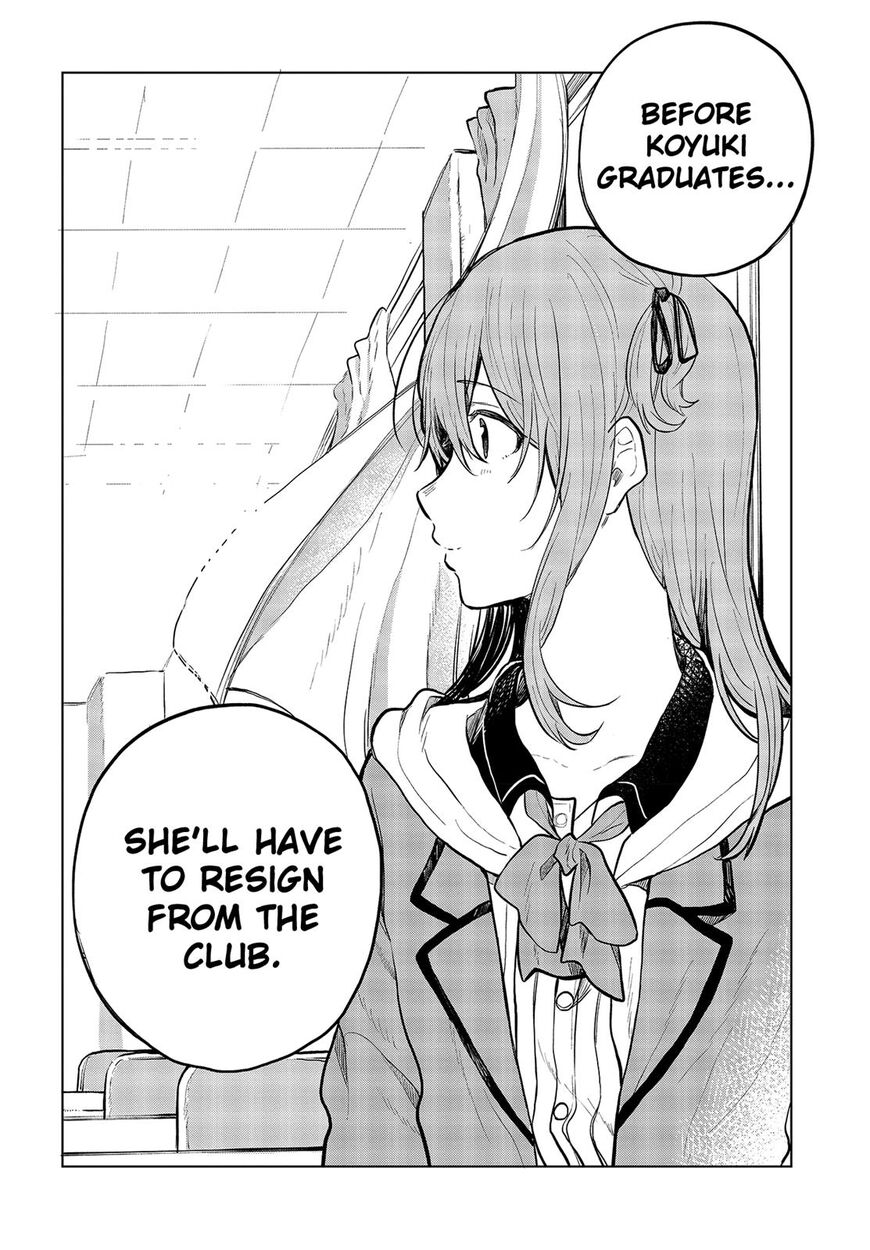 BEFORE
KOYUKI
GRADUATES...
SHE'LL HAVE
TO RESIGN
FROM THE
CLUB.